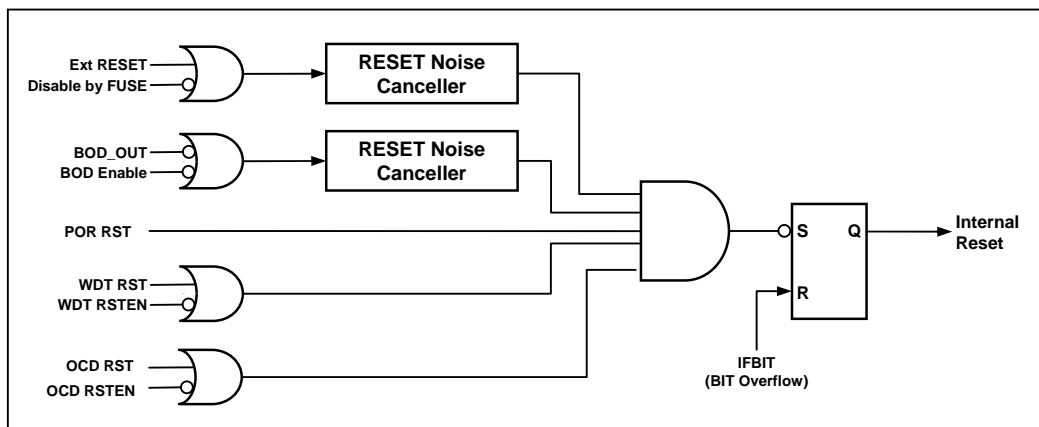 Ext RESET
Disable by FUSE
RESET Noise
Canceller
BOD_OUT
BOD Enable
RESET Noise
Canceller
POR RST
WDT RST
WDT RSTEN
OCD RST
OCD RSTEN
S
Q
R
Internal
Reset
IFBIT
(BIT Overflow)